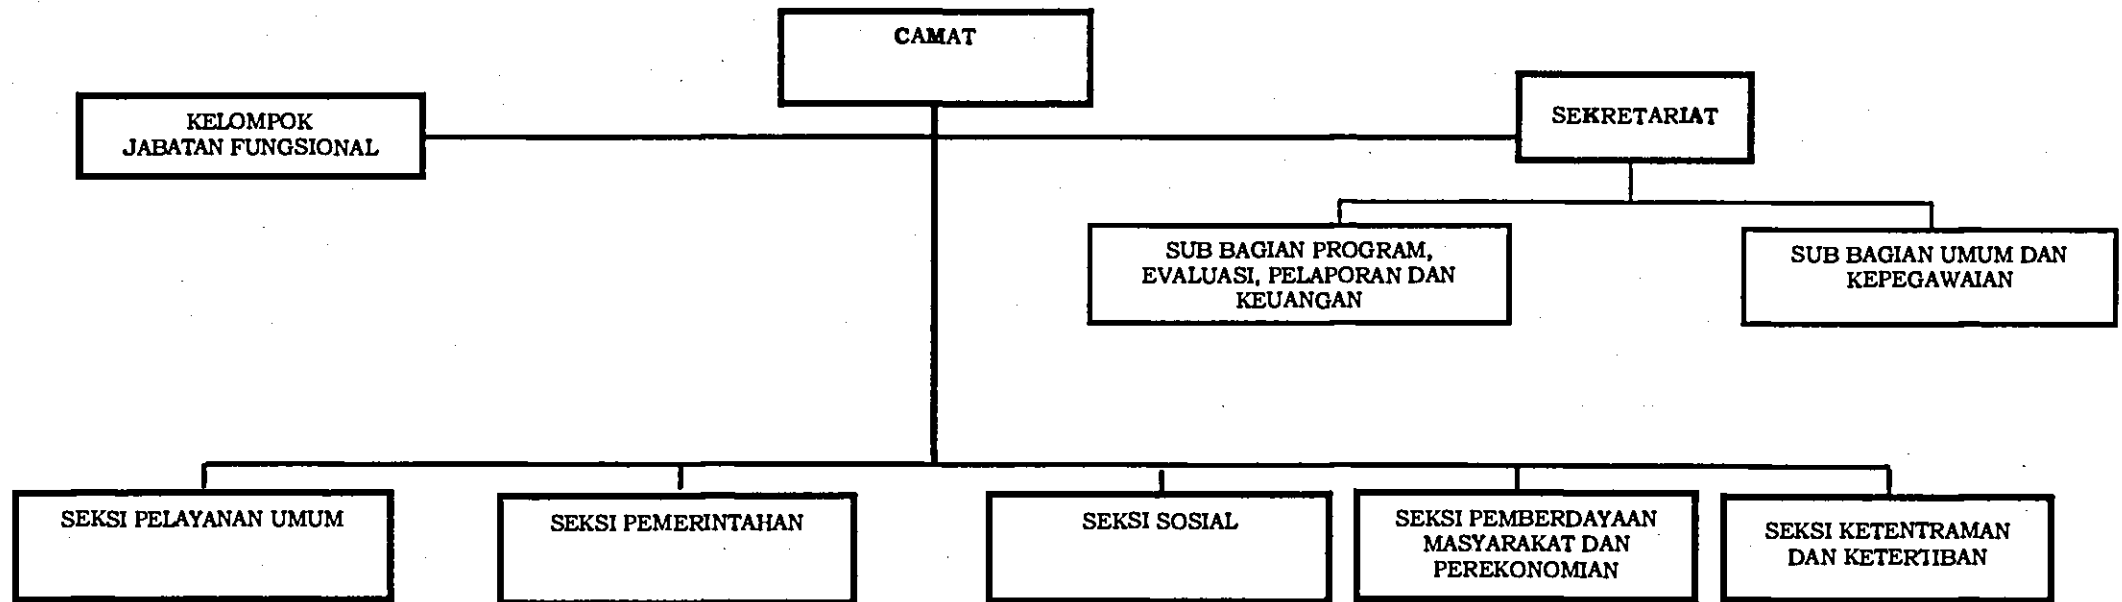 CAMAT
KELOMPOK
JABATAN FUNGSIONAL
SEKRETARIAT
SUB BAGIAN PROGRAM,
EVALUASI, PELAPORAN DAN
KEUANGAN
SUB BAGIAN UMUM DAN
KEPEGAWAIAN
SEKSI PELAYANAN UMUM
SEKSI PEMERINTAHAN
SEKSI SOSIAL
SEKSI PEMBERDAYAAN
MASYARAKAT DAN
PEREKONOMIAN
SEKSI KETENTRAMAN
DAN KETERTIBAN